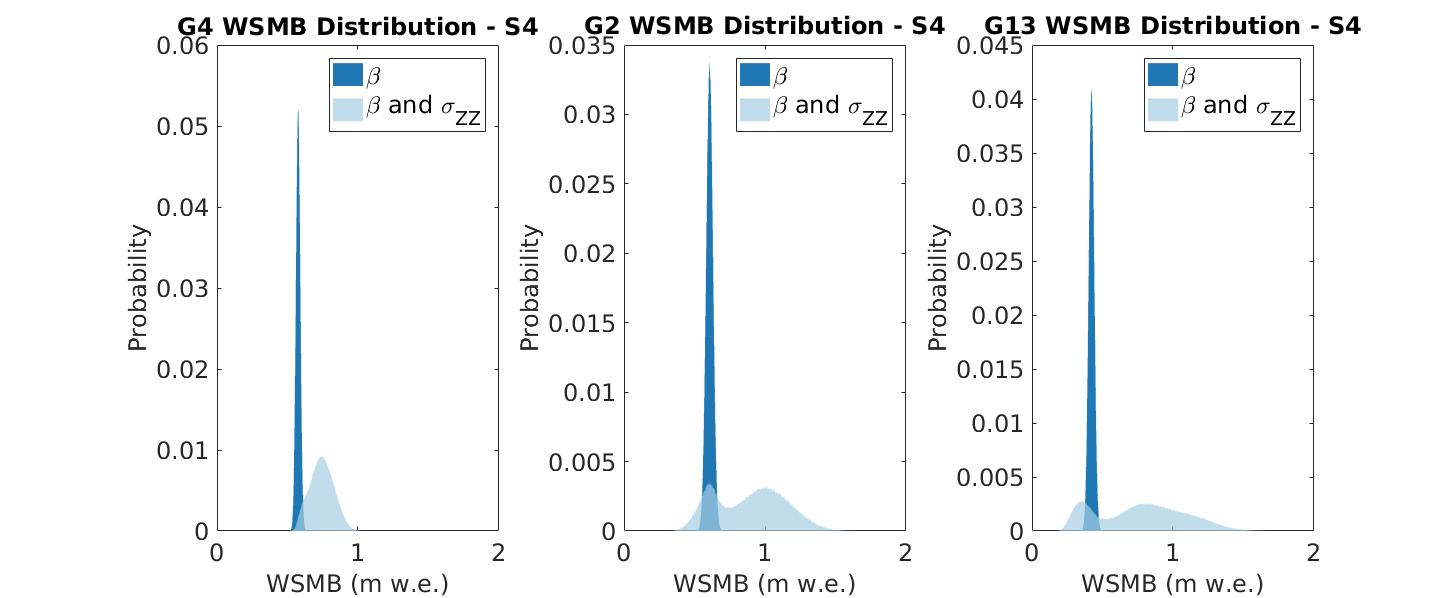 G4 WSMB Distribution - S4
0.06
0.05
0.04
0.03
0.02
0.01
0
Probability
β
β and σZZ
0 1 2
WSMB (m w.e.)
G2 WSMB Distribution - S4
0.035
0.03
0.025
0.02
0.015
0.01
0.005
0
Probability
β
β and σZZ
0 1 2
WSMB (m w.e.)
G13 WSMB Distribution - S4
0.045
0.04
0.035
0.03
0.025
0.02
0.015
0.01
0.005
0
Probability
β
β and σZZ
0 1 2
WSMB (m w.e.)